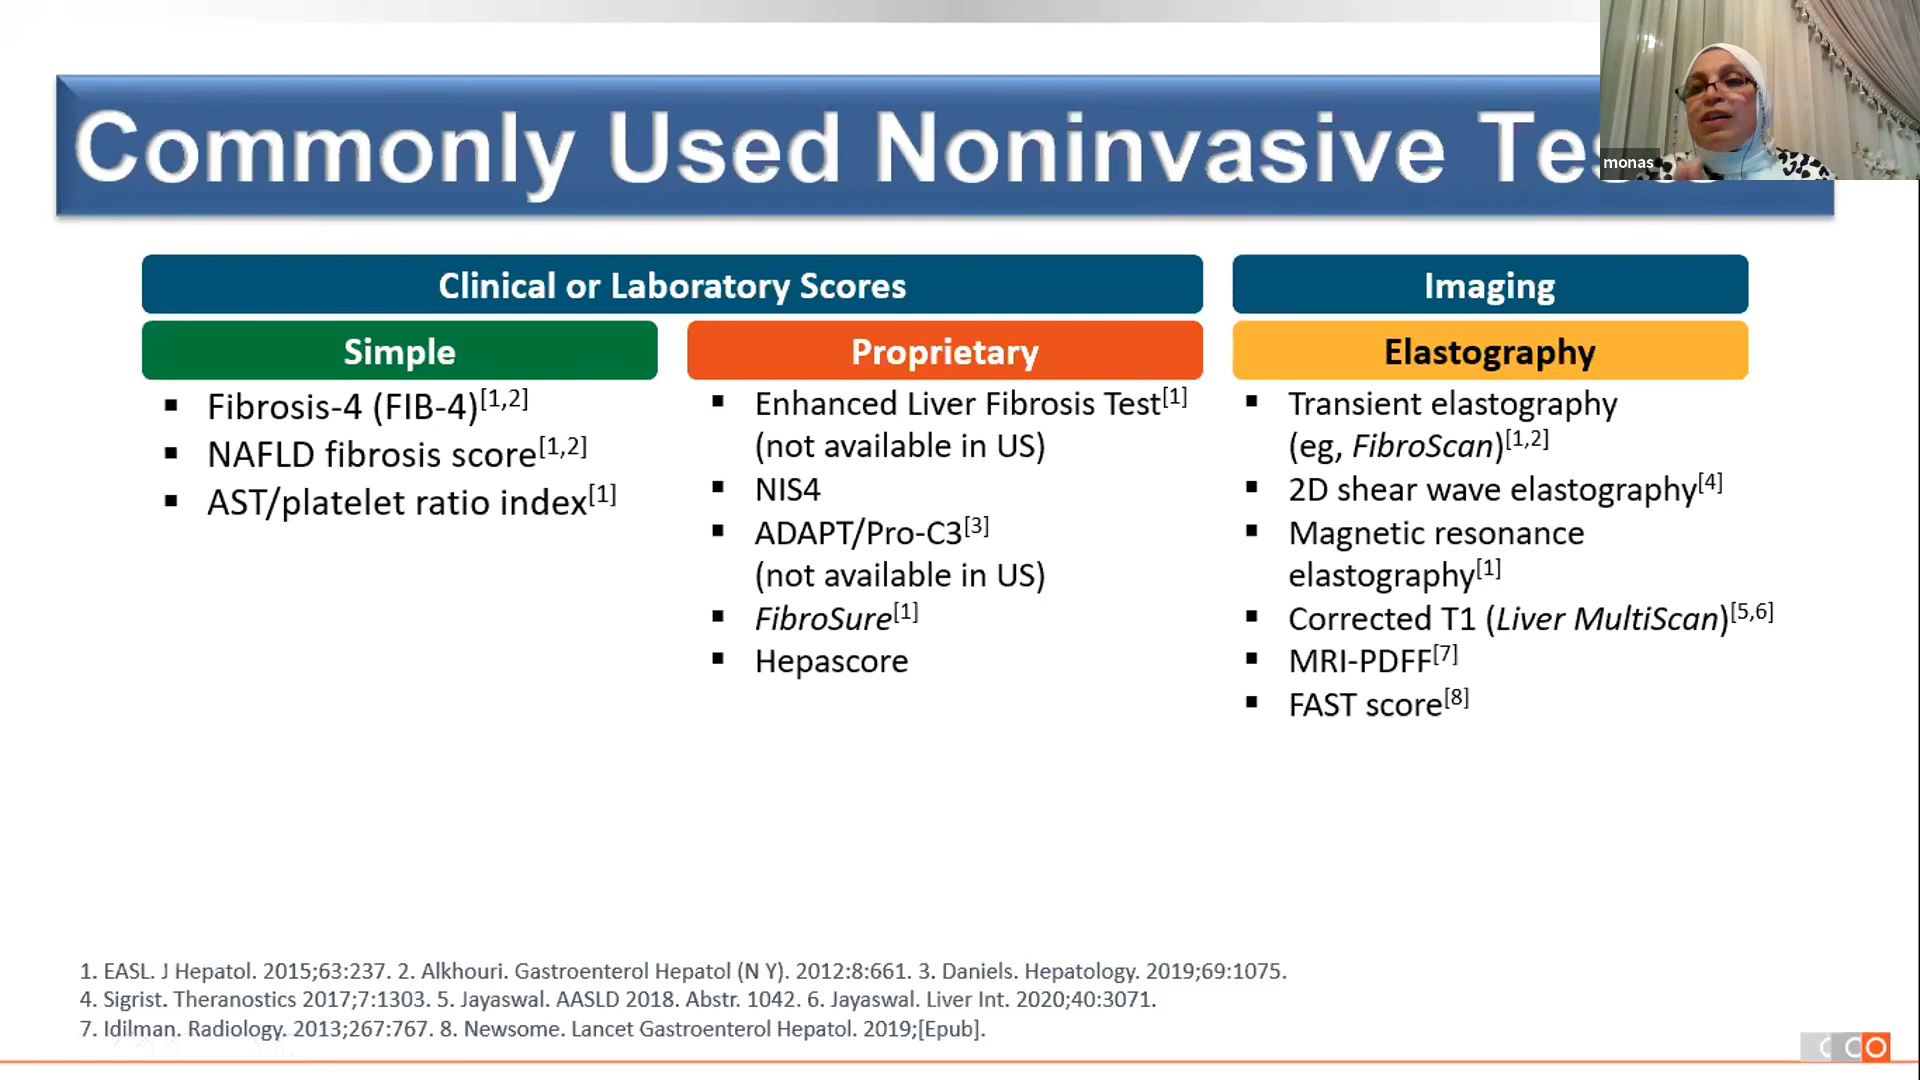 Commonly Used Noninvasive Tests
monas
Clinical or Laboratory Scores
Imaging
Simple
Proprietary
Elastography
▪ Fibrosis-4 (FIB-4)[1,2]
▪ NAFLD fibrosis score[1,2]
▪ AST/platelet ratio index[1]
▪ Enhanced Liver Fibrosis Test[1]
(not available in US)
▪ NIS4
▪ ADAPT/Pro-C3[3]
(not available in US)
▪ FibroSure[1]
▪ Hepascore
▪ Transient elastography
(eg, FibroScan)[1,2]
▪ 2D shear wave elastography[4]
▪ Magnetic resonance
elastography[1]
▪ Corrected T1 (Liver MultiScan)[5,6]
▪ MRI-PDFF[7]
▪ FAST score[8]
1. EASL. J Hepatol. 2015;63:237. 2. Alkhouri. Gastroenterol Hepatol (N Y). 2012:8:661. 3. Daniels. Hepatology. 2019;69:1075.
4. Sigrist. Theranostics 2017;7:1303. 5. Jayaswal. AASLD 2018. Abstr. 1042. 6. Jayaswal. Liver Int. 2020;40:3071.
7. Idilman. Radiology. 2013;267:767. 8. Newsome. Lancet Gastroenterol Hepatol. 2019;[Epub].
CCO